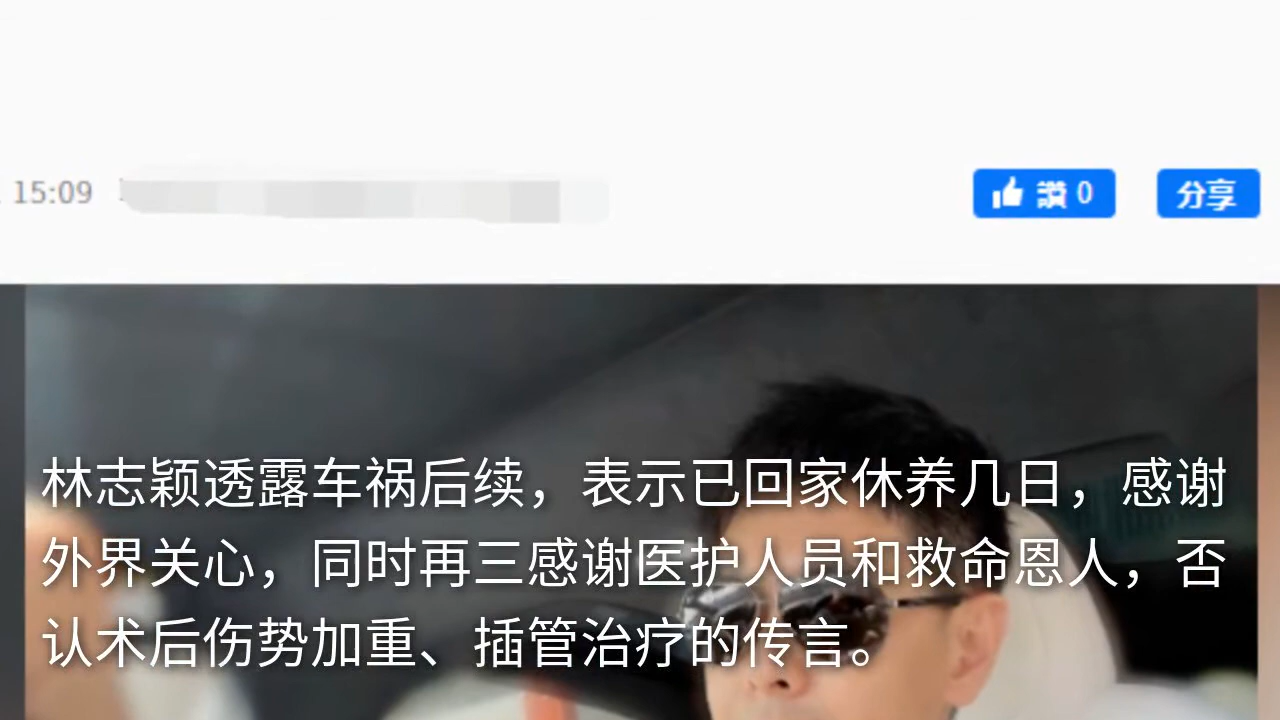 15:09
讚 0
分享
林志颖透露车祸后续，表示已回家休养几日，感谢
外界关心，同时再三感谢医护人员和救命恩人，否
认术后伤势加重、插管治疗的传言。